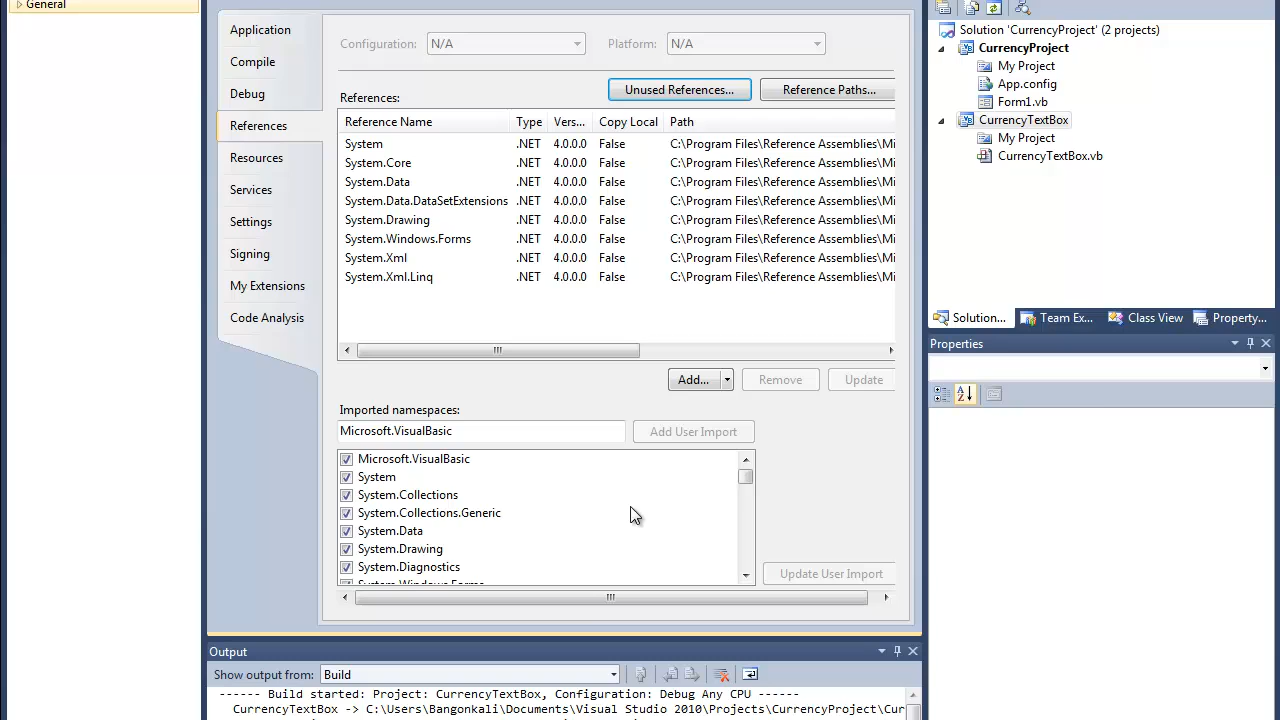 General
Application
Compile
Debug
References
Resources
Services
Settings
Signing
My Extensions
Code Analysis
Configuration: N/A Platform: N/A
References: Unused References... Reference Paths...
Reference Name Type Vers... Copy Local Path
System .NET 4.0.0.0 False C:\Program Files\Reference Assemblies\Mi
System.Core .NET 4.0.0.0 False C:\Program Files\Reference Assemblies\Mi
System.Data .NET 4.0.0.0 False C:\Program Files\Reference Assemblies\Mi
System.Data.DataSetExtensions .NET 4.0.0.0 False C:\Program Files\Reference Assemblies\Mi
System.Drawing .NET 4.0.0.0 False C:\Program Files\Reference Assemblies\Mi
System.Windows.Forms .NET 4.0.0.0 False C:\Program Files\Reference Assemblies\Mi
System.Xml .NET 4.0.0.0 False C:\Program Files\Reference Assemblies\Mi
System.Xml.Linq .NET 4.0.0.0 False C:\Program Files\Reference Assemblies\Mi
Add... Remove Update
Imported namespaces:
Microsoft.VisualBasic Add User Import
Microsoft.VisualBasic
System
System.Collections
System.Collections.Generic
System.Data
System.Drawing
System.Diagnostics
System.Windows.Forms
Update User Import
Output
Show output from: Build
------ Build started: Project: CurrencyTextBox, Configuration: Debug Any CPU ------
CurrencyTextBox -> C:\Users\Bangonkali\Documents\Visual Studio 2010\Projects\CurrencyProject\Cur
Solution 'CurrencyProject' (2 projects)
CurrencyProject
My Project
App.config
Form1.vb
CurrencyTextBox
My Project
CurrencyTextBox.vb
Solution... Team Ex... Class View Property...
Properties